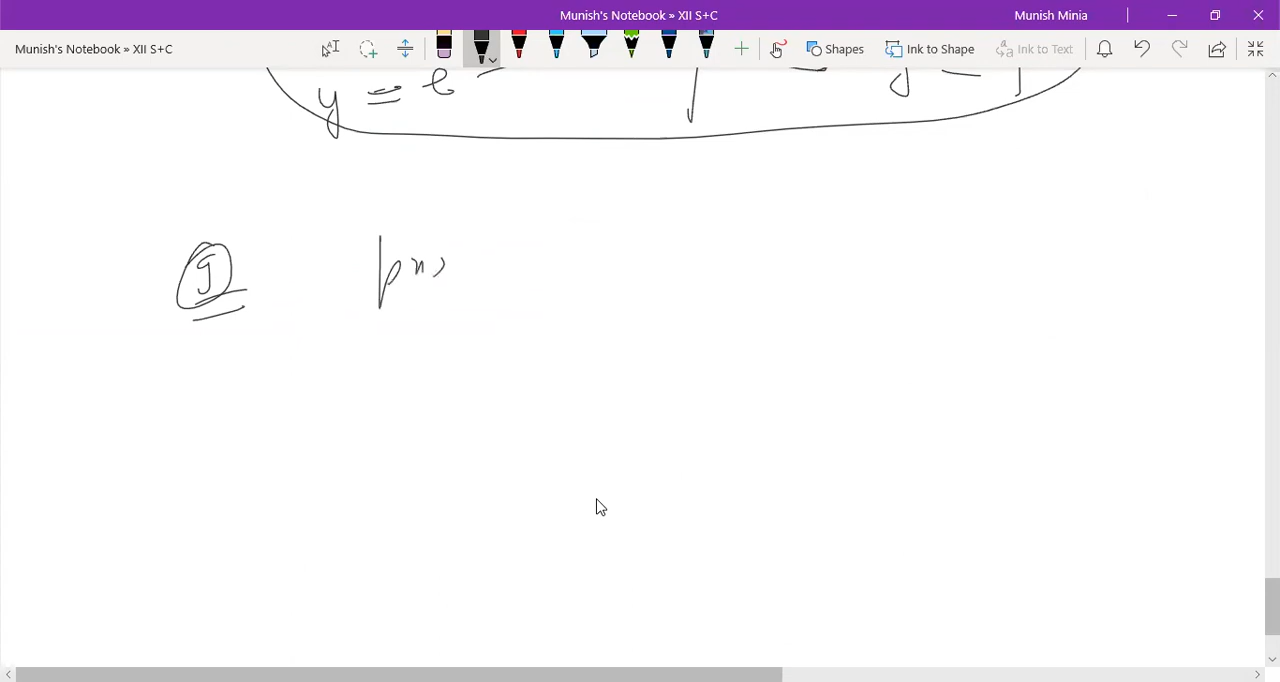 Munish's Notebook » XII S+C
Munish Minia
Munish's Notebook » XII S+C
Shapes
Ink to Shape
Ink to Text
y = e